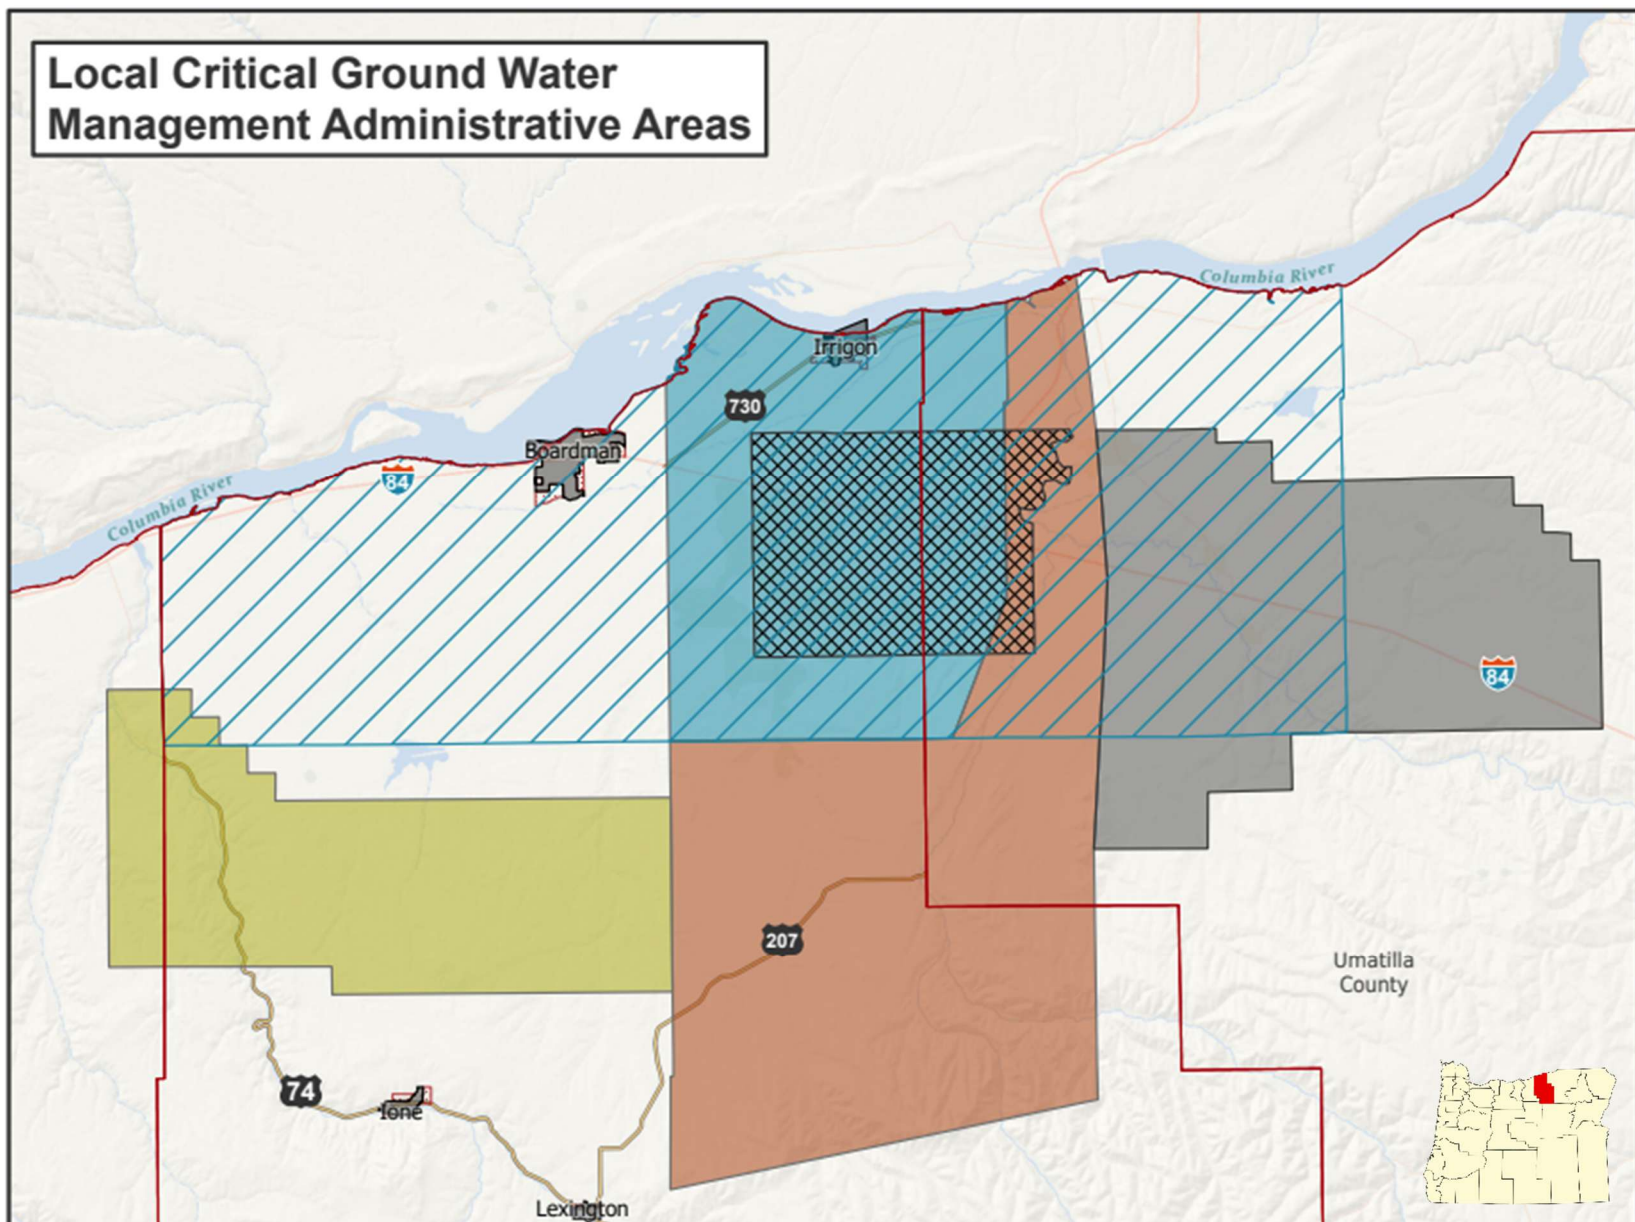 Local Critical Ground Water
Management Administrative Areas
Columbia River
Irrigon
730
Boardman
84
Columbia River
84
207
Umatilla
County
74
Ione
Lexington